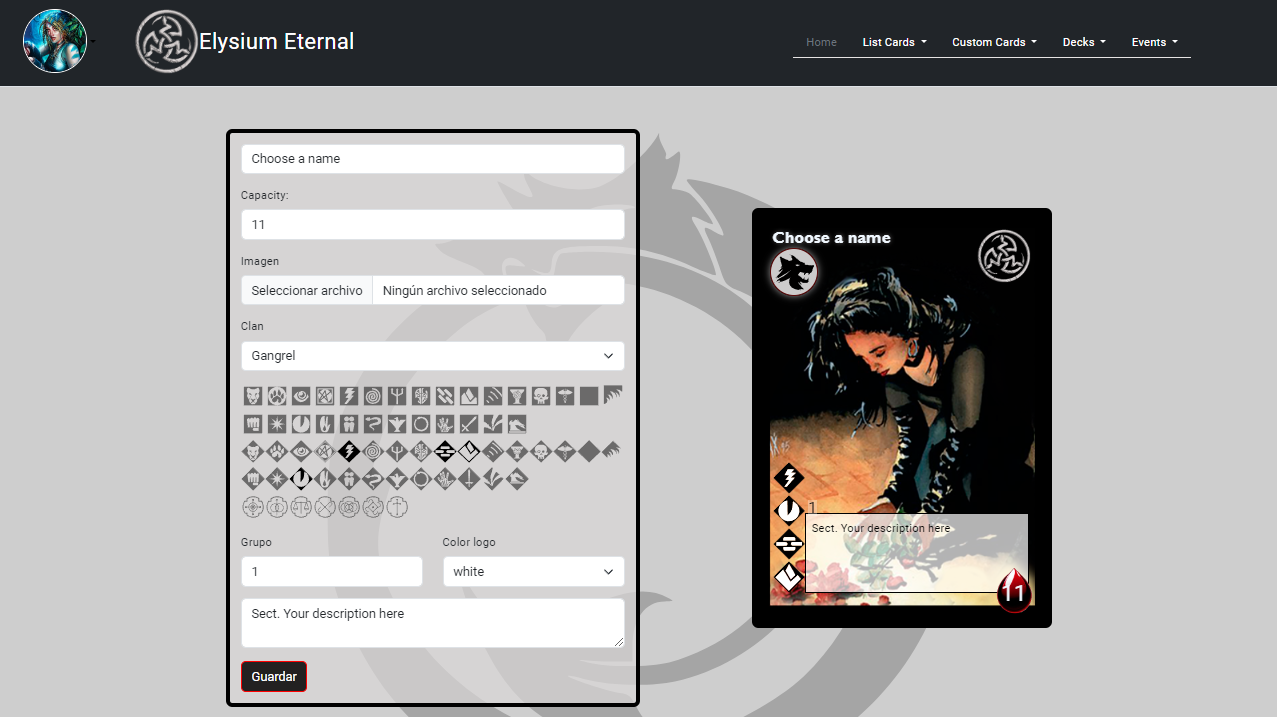 Elysium Eternal
Home
List Cards
Custom Cards
Decks
Events
Choose a name
Capacity:
11
Imagen
Seleccionar archivo
Ningún archivo seleccionado
Clan
Gangrel
Grupo
Color logo
1
white
Sect. Your description here
Guardar
Choose a name
1
Sect. Your description here
11